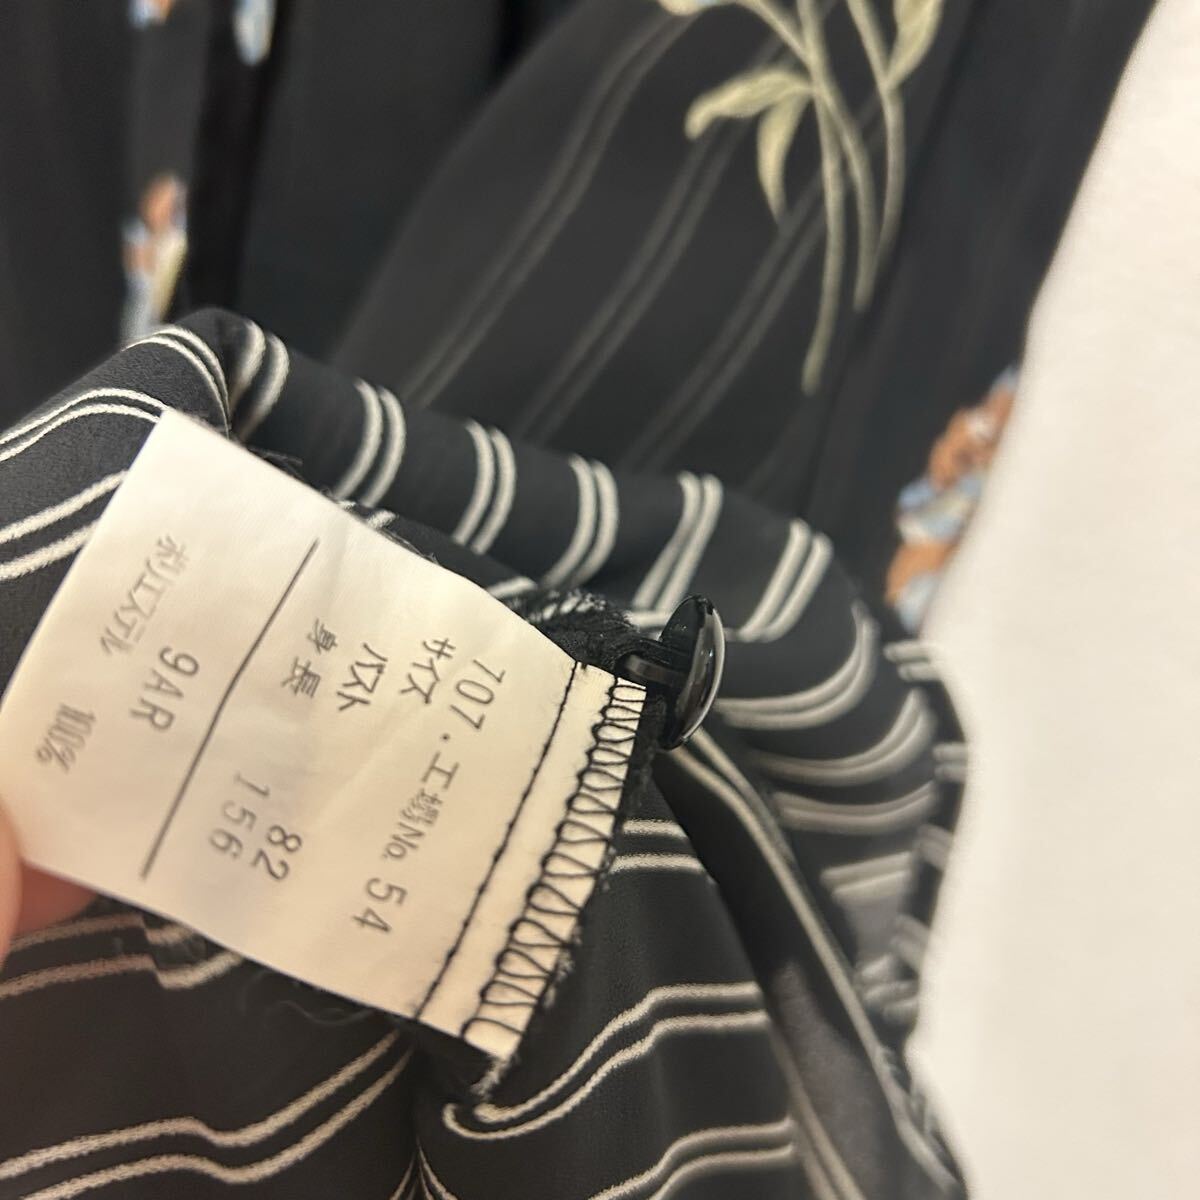 707・工場No. 54
サイズ
バスト 82
身長 156
9AR
ポリエステル 100%